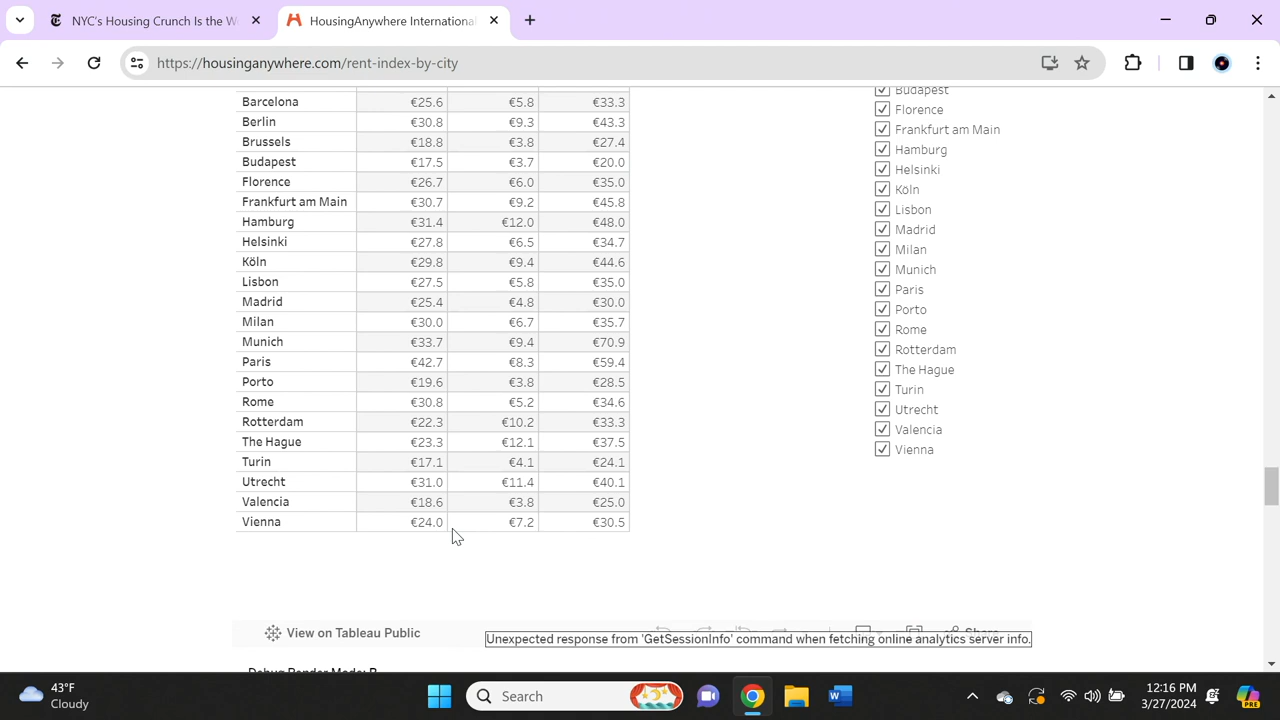 NYC's Housing Crunch Is the W
HousingAnywhere International
https://housinganywhere.com/rent-index-by-city
Barcelona €25.6 €5.8 €33.3
Berlin €30.8 €9.3 €43.3
Brussels €18.8 €3.8 €27.4
Budapest €17.5 €3.7 €20.0
Florence €26.7 €6.0 €35.0
Frankfurt am Main €30.7 €9.2 €45.8
Hamburg €31.4 €12.0 €48.0
Helsinki €27.8 €6.5 €34.7
Köln €29.8 €9.4 €44.6
Lisbon €27.5 €5.8 €35.0
Madrid €25.4 €4.8 €30.0
Milan €30.0 €6.7 €35.7
Munich €33.7 €9.4 €70.9
Paris €42.7 €8.3 €59.4
Porto €19.6 €3.8 €28.5
Rome €30.8 €5.2 €34.6
Rotterdam €22.3 €10.2 €33.3
The Hague €23.3 €12.1 €37.5
Turin €17.1 €4.1 €24.1
Utrecht €31.0 €11.4 €40.1
Valencia €18.6 €3.8 €25.0
Vienna €24.0 €7.2 €30.5
Budapest
Florence
Frankfurt am Main
Hamburg
Helsinki
Köln
Lisbon
Madrid
Milan
Munich
Paris
Porto
Rome
Rotterdam
The Hague
Turin
Utrecht
Valencia
Vienna
View on Tableau Public
Share
Unexpected response from 'GetSessionInfo' command when fetching online analytics server info.
Debug Render Mode: R
43°F
Cloudy
Search
12:16 PM
3/27/2024
PRE